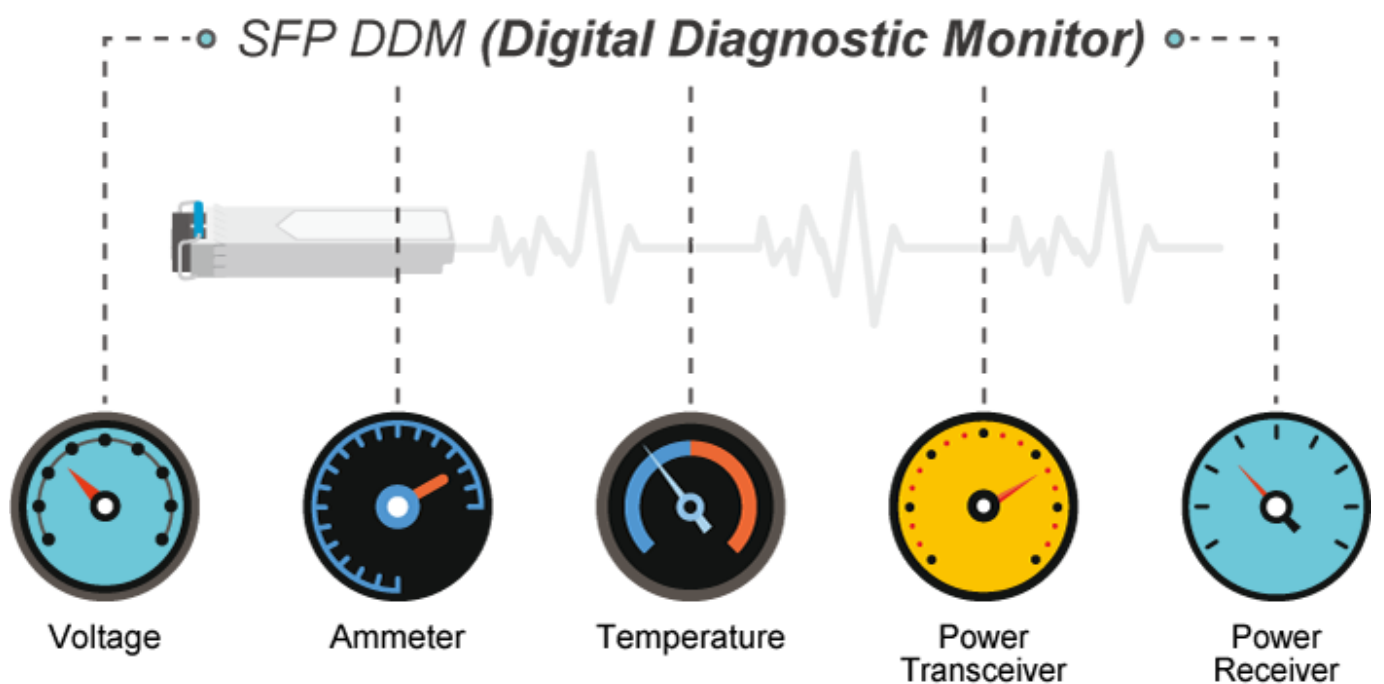 SFP DDM (Digital Diagnostic Monitor)
Voltage
Ammeter
Temperature
Power
Transceiver
Power
Receiver